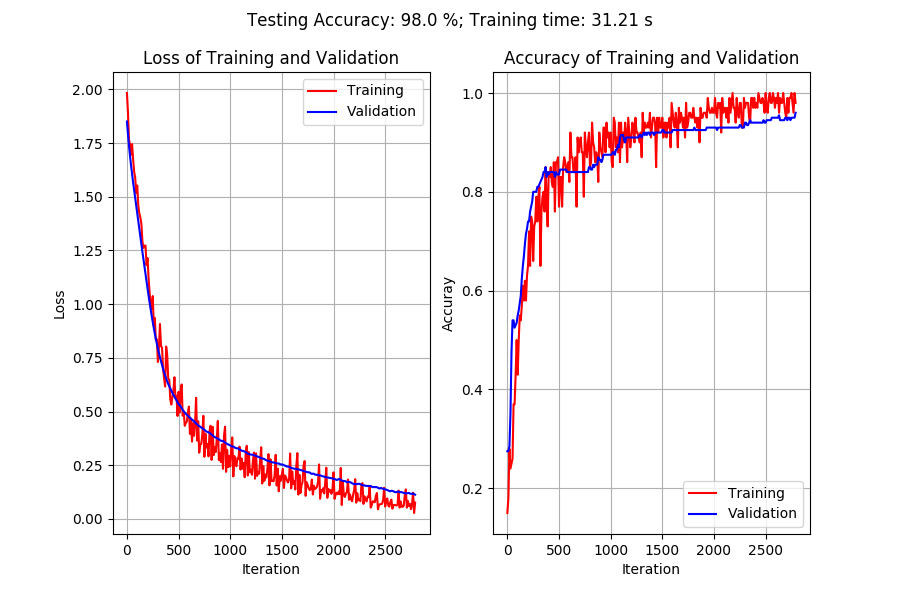 Testing Accuracy: 98.0 %; Training time: 31.21 s
Loss of Training and Validation
Training
Validation
2.00
1.75
1.50
1.25
1.00
0.75
0.50
0.25
0.00
Loss
0
500
1000
1500
2000
2500
Iteration
Accuracy of Training and Validation
1.0
0.8
0.6
0.4
0.2
Accuray
Training
Validation
0
500
1000
1500
2000
2500
Iteration